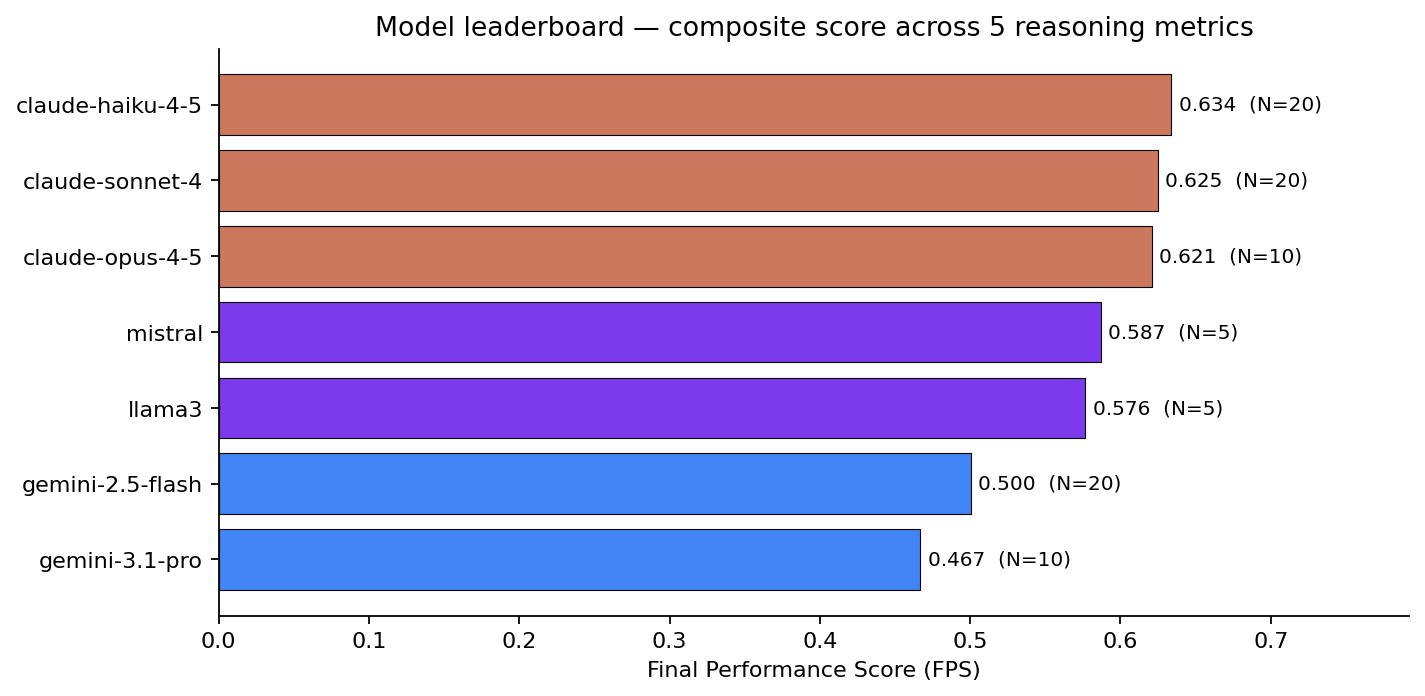 Model leaderboard — composite score across 5 reasoning metrics
claude-haiku-4-5 0.634 (N=20)
claude-sonnet-4 0.625 (N=20)
claude-opus-4-5 0.621 (N=10)
mistral 0.587 (N=5)
llama3 0.576 (N=5)
gemini-2.5-flash 0.500 (N=20)
gemini-3.1-pro 0.467 (N=10)
0.0 0.1 0.2 0.3 0.4 0.5 0.6 0.7
Final Performance Score (FPS)